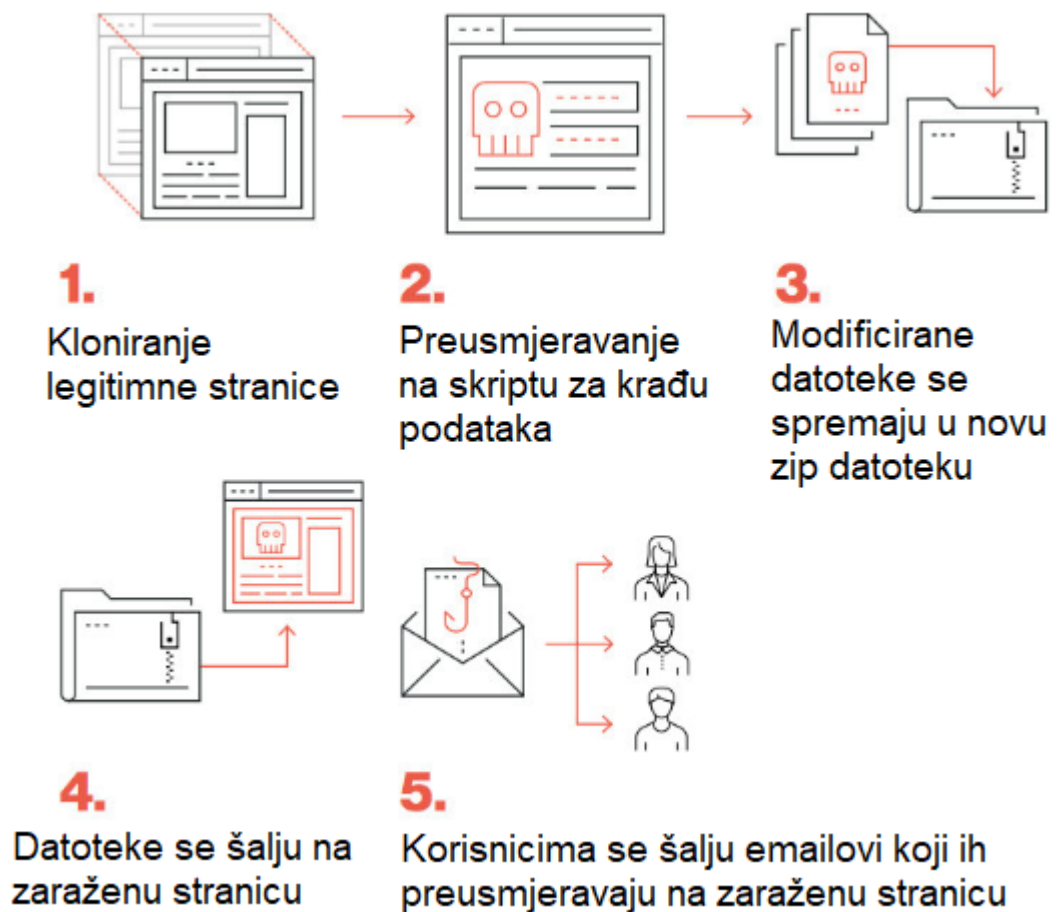 1.
Kloniranje
legitimne stranice
2.
Preusmjeravanje
na skriptu za krađu
podataka
3.
Modificirane
datoteke se
spremaju u novu
zip datoteku
4.
Datoteke se šalju na
zaraženu stranicu
5.
Korisnicima se šalju emailovi koji ih
preusmjeravaju na zaraženu stranicu